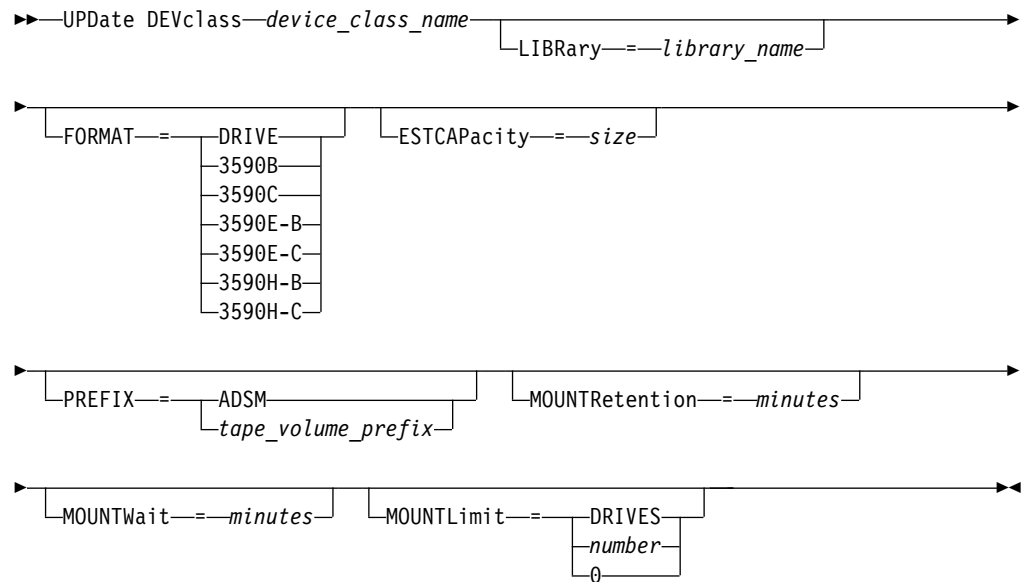 UPDate DEVclass device_class_name
LIBRary = library_name
FORMAT = DRIVE
3590B
3590C
3590E-B
3590E-C
3590H-B
3590H-C
ESTCAPacity = size
PREFIX = ADSM
tape_volume_prefix
MOUNTRetention = minutes
MOUNTWait = minutes
MOUNTLimit = DRIVES
number
0